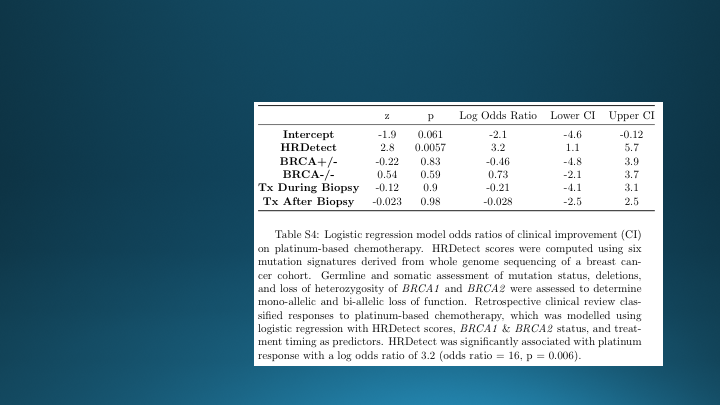 z p Log Odds Ratio Lower CI Upper CI
Intercept -1.9 0.061 -2.1 -4.6 -0.12
HRDetect 2.8 0.0057 3.2 1.1 5.7
BRCA+/- -0.22 0.83 -0.46 -4.8 3.9
BRCA-/- 0.54 0.59 0.73 -2.1 3.7
Tx During Biopsy -0.12 0.9 -0.21 -4.1 3.1
Tx After Biopsy -0.023 0.98 -0.028 -2.5 2.5
Table S4: Logistic regression model odds ratios of clinical improvement (CI)
on platinum-based chemotherapy. HRDetect scores were computed using six
mutation signatures derived from whole genome sequencing of a breast can-
cer cohort. Germline and somatic assessment of mutation status, deletions,
and loss of heterozygosity of BRCA1 and BRCA2 were assessed to determine
mono-allelic and bi-allelic loss of function. Retrospective clinical review clas-
sified responses to platinum-based chemotherapy, which was modelled using
logistic regression with HRDetect scores, BRCA1 & BRCA2 status, and treat-
ment timing as predictors. HRDetect was significantly associated with platinum
response with a log odds ratio of 3.2 (odds ratio = 16, p = 0.006).